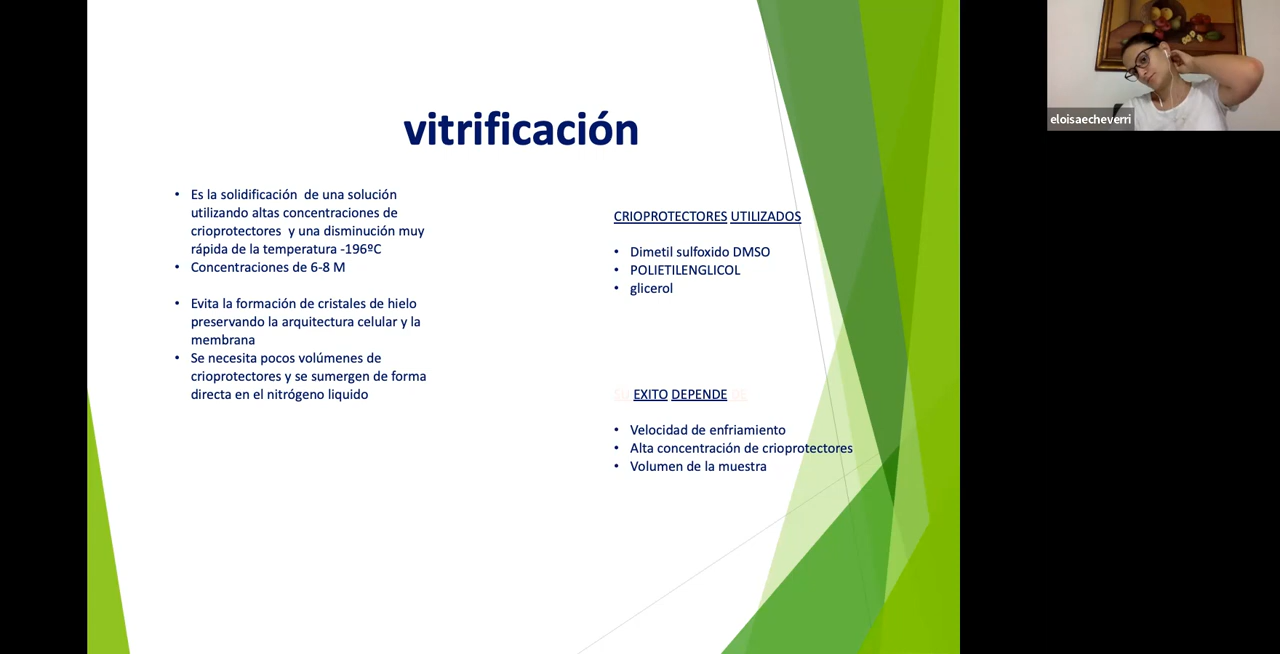 vitrificación
• Es la solidificación de una solución
utilizando altas concentraciones de
crioprotectores y una disminución muy
rápida de la temperatura -196ºC
• Concentraciones de 6-8 M
• Evita la formación de cristales de hielo
preservando la arquitectura celular y la
membrana
• Se necesita pocos volúmenes de
crioprotectores y se sumergen de forma
directa en el nitrógeno liquido
CRIOPROTECTORES UTILIZADOS
• Dimetil sulfoxido DMSO
• POLIETILENGLICOL
• glicerol
SU EXITO DEPENDE DE
• Velocidad de enfriamiento
• Alta concentración de crioprotectores
• Volumen de la muestra
eloisaecheverri